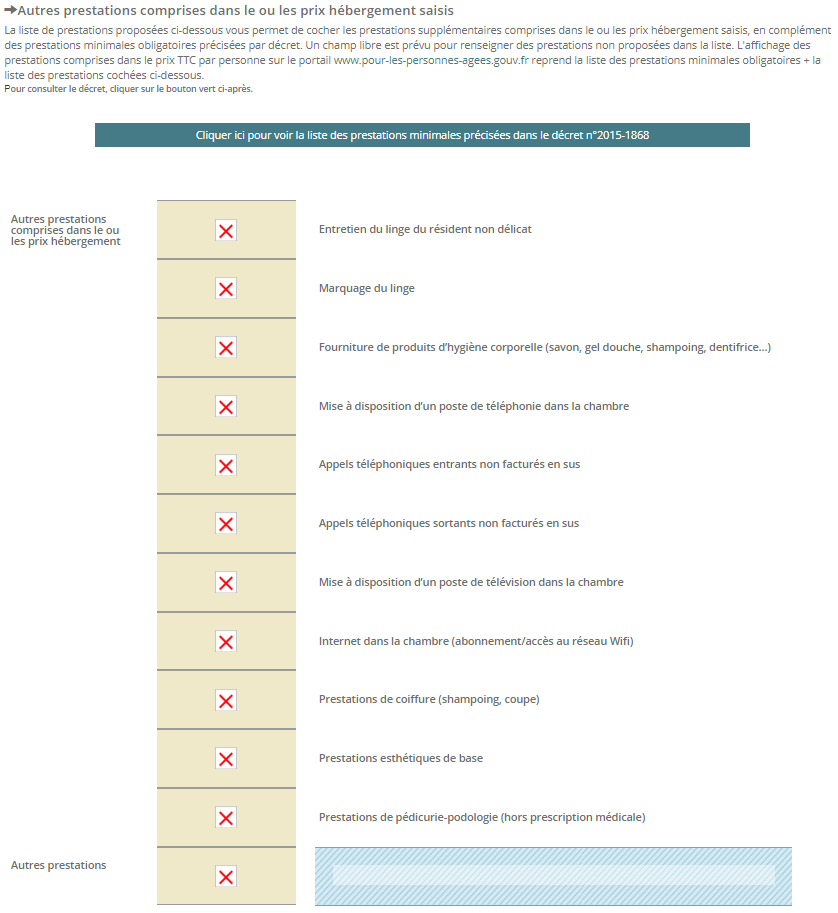 Autres prestations comprises dans le ou les prix hébergement saisis
La liste de prestations proposées ci-dessous vous permet de cocher les prestations supplémentaires comprises dans le ou les prix hébergement saisis, en complément
des prestations minimales obligatoires précisées par décret. Un champ libre est prévu pour renseigner des prestations non proposées dans la liste. L'affichage des
prestations comprises dans le prix TTC par personne sur le portail www.pour-les-personnes-agees.gouv.fr reprend la liste des prestations minimales obligatoires + la
liste des prestations cochées ci-dessous.
Pour consulter le décret, cliquer sur le bouton vert ci-après.
Cliquer ici pour voir la liste des prestations minimales précisées dans le décret n°2015-1868
Autres prestations
comprises dans le ou
les prix hébergement
Entretien du linge du résident non délicat
Marquage du linge
Fourniture de produits d’hygiène corporelle (savon, gel douche, shampoing, dentifrice...)
Mise à disposition d’un poste de téléphonie dans la chambre
Appels téléphoniques entrants non facturés en sus
Appels téléphoniques sortants non facturés en sus
Mise à disposition d’un poste de télévision dans la chambre
Internet dans la chambre (abonnement/accès au réseau Wifi)
Prestations de coiffure (shampoing, coupe)
Prestations esthétiques de base
Prestations de pédicurie-podologie (hors prescription médicale)
Autres prestations